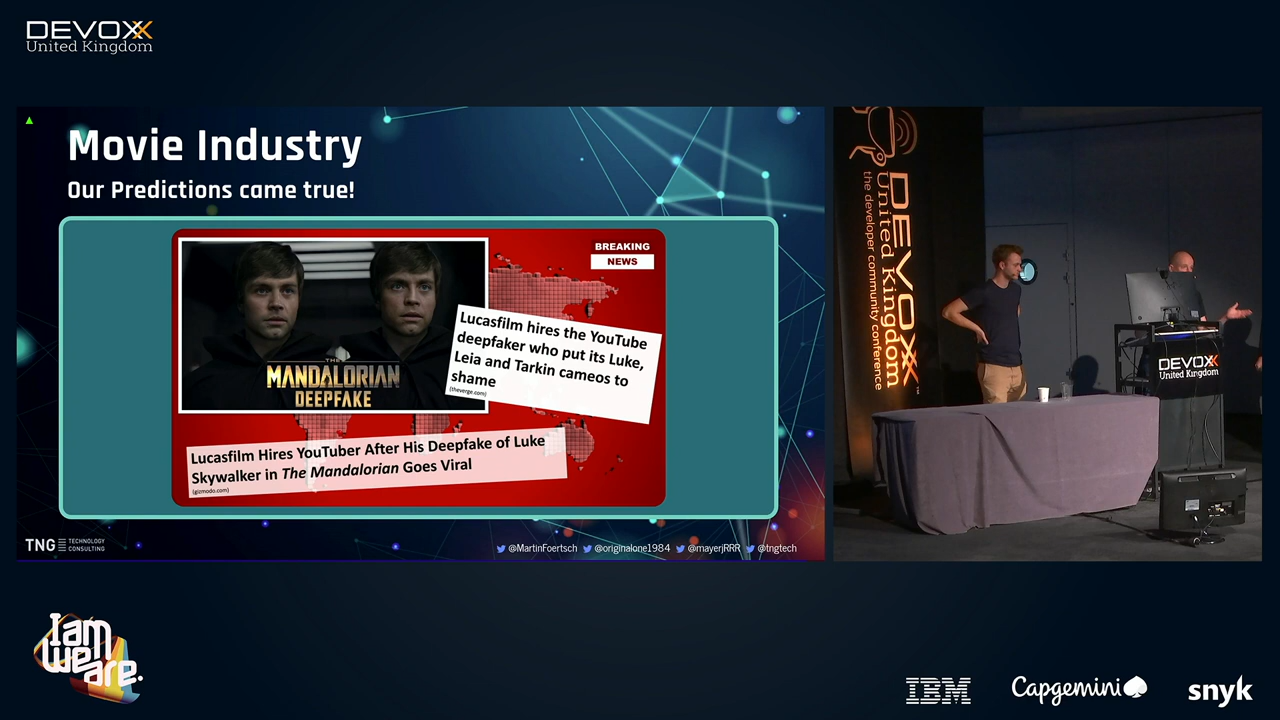 DEVOXX
United Kingdom
Movie Industry
Our Predictions came true!
BREAKING
NEWS
THE
MANDALORIAN
DEEPFAKE
Lucasfilm hires the YouTube
deepfaker who put its Luke,
Leia and Tarkin cameos to
shame
(theverge.com)
Lucasfilm Hires YouTuber After His Deepfake of Luke
Skywalker in The Mandalorian Goes Viral
(gizmodo.com)
TNG TECHNOLOGY
CONSULTING
@MartinFoertsch @originalone1984 @mayerjRRR @tngtech
DEVOXX™
United Kingdom
the developer community conference
DEVOXX
United Kingdom
I am
We are.
IBM
Capgemini
snyk